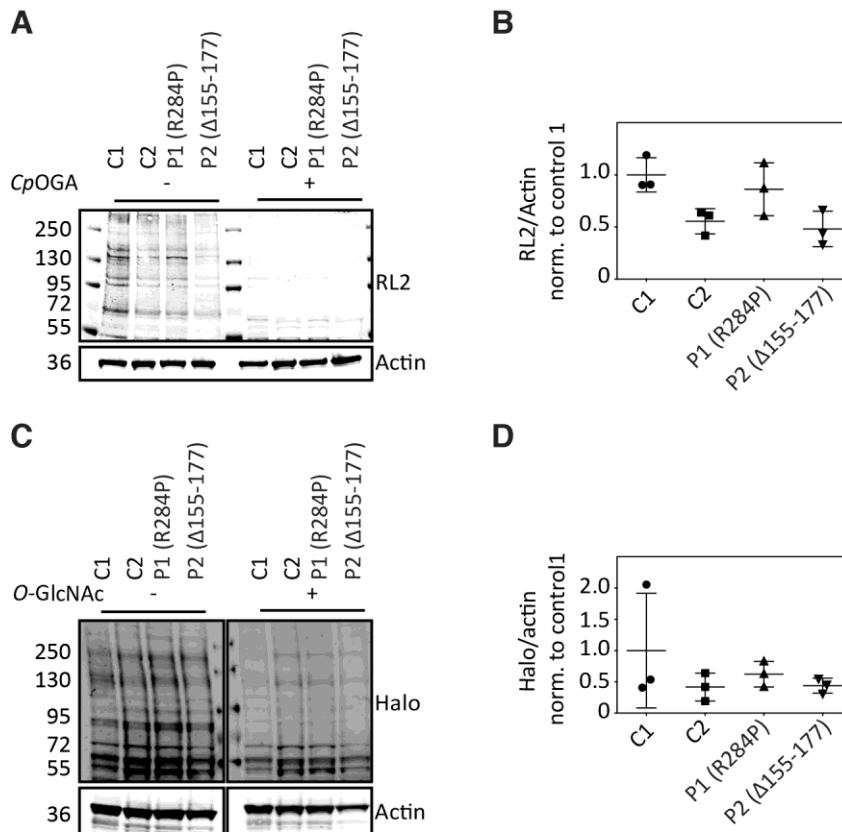 A
C1
C2
P1 (R284P)
P2 (Δ155-177)
C1
C2
P1 (R284P)
P2 (Δ155-177)
CpOGA - +
250
130
95
72
55
RL2
36
Actin
B
RL2/Actin
norm. to control 1
1.0
0.5
0
C1
C2
P1 (R284P)
P2 (Δ155-177)
C
C1
C2
P1 (R284P)
P2 (Δ155-177)
C1
C2
P1 (R284P)
P2 (Δ155-177)
O-GlcNAc - +
250
130
95
72
55
Halo
36
Actin
D
Halo/actin
norm. to control1
2.0
1.5
1.0
0.5
0
C1
C2
P1 (R284P)
P2 (Δ155-177)